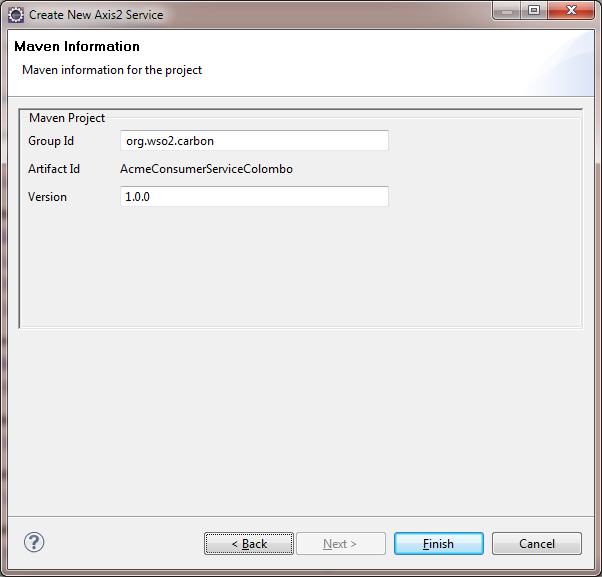 Create New Axis2 Service
Maven Information
Maven information for the project
Maven Project
Group Id org.wso2.carbon
Artifact Id AcmeConsumerServiceColombo
Version 1.0.0
? < Back Next > Finish Cancel